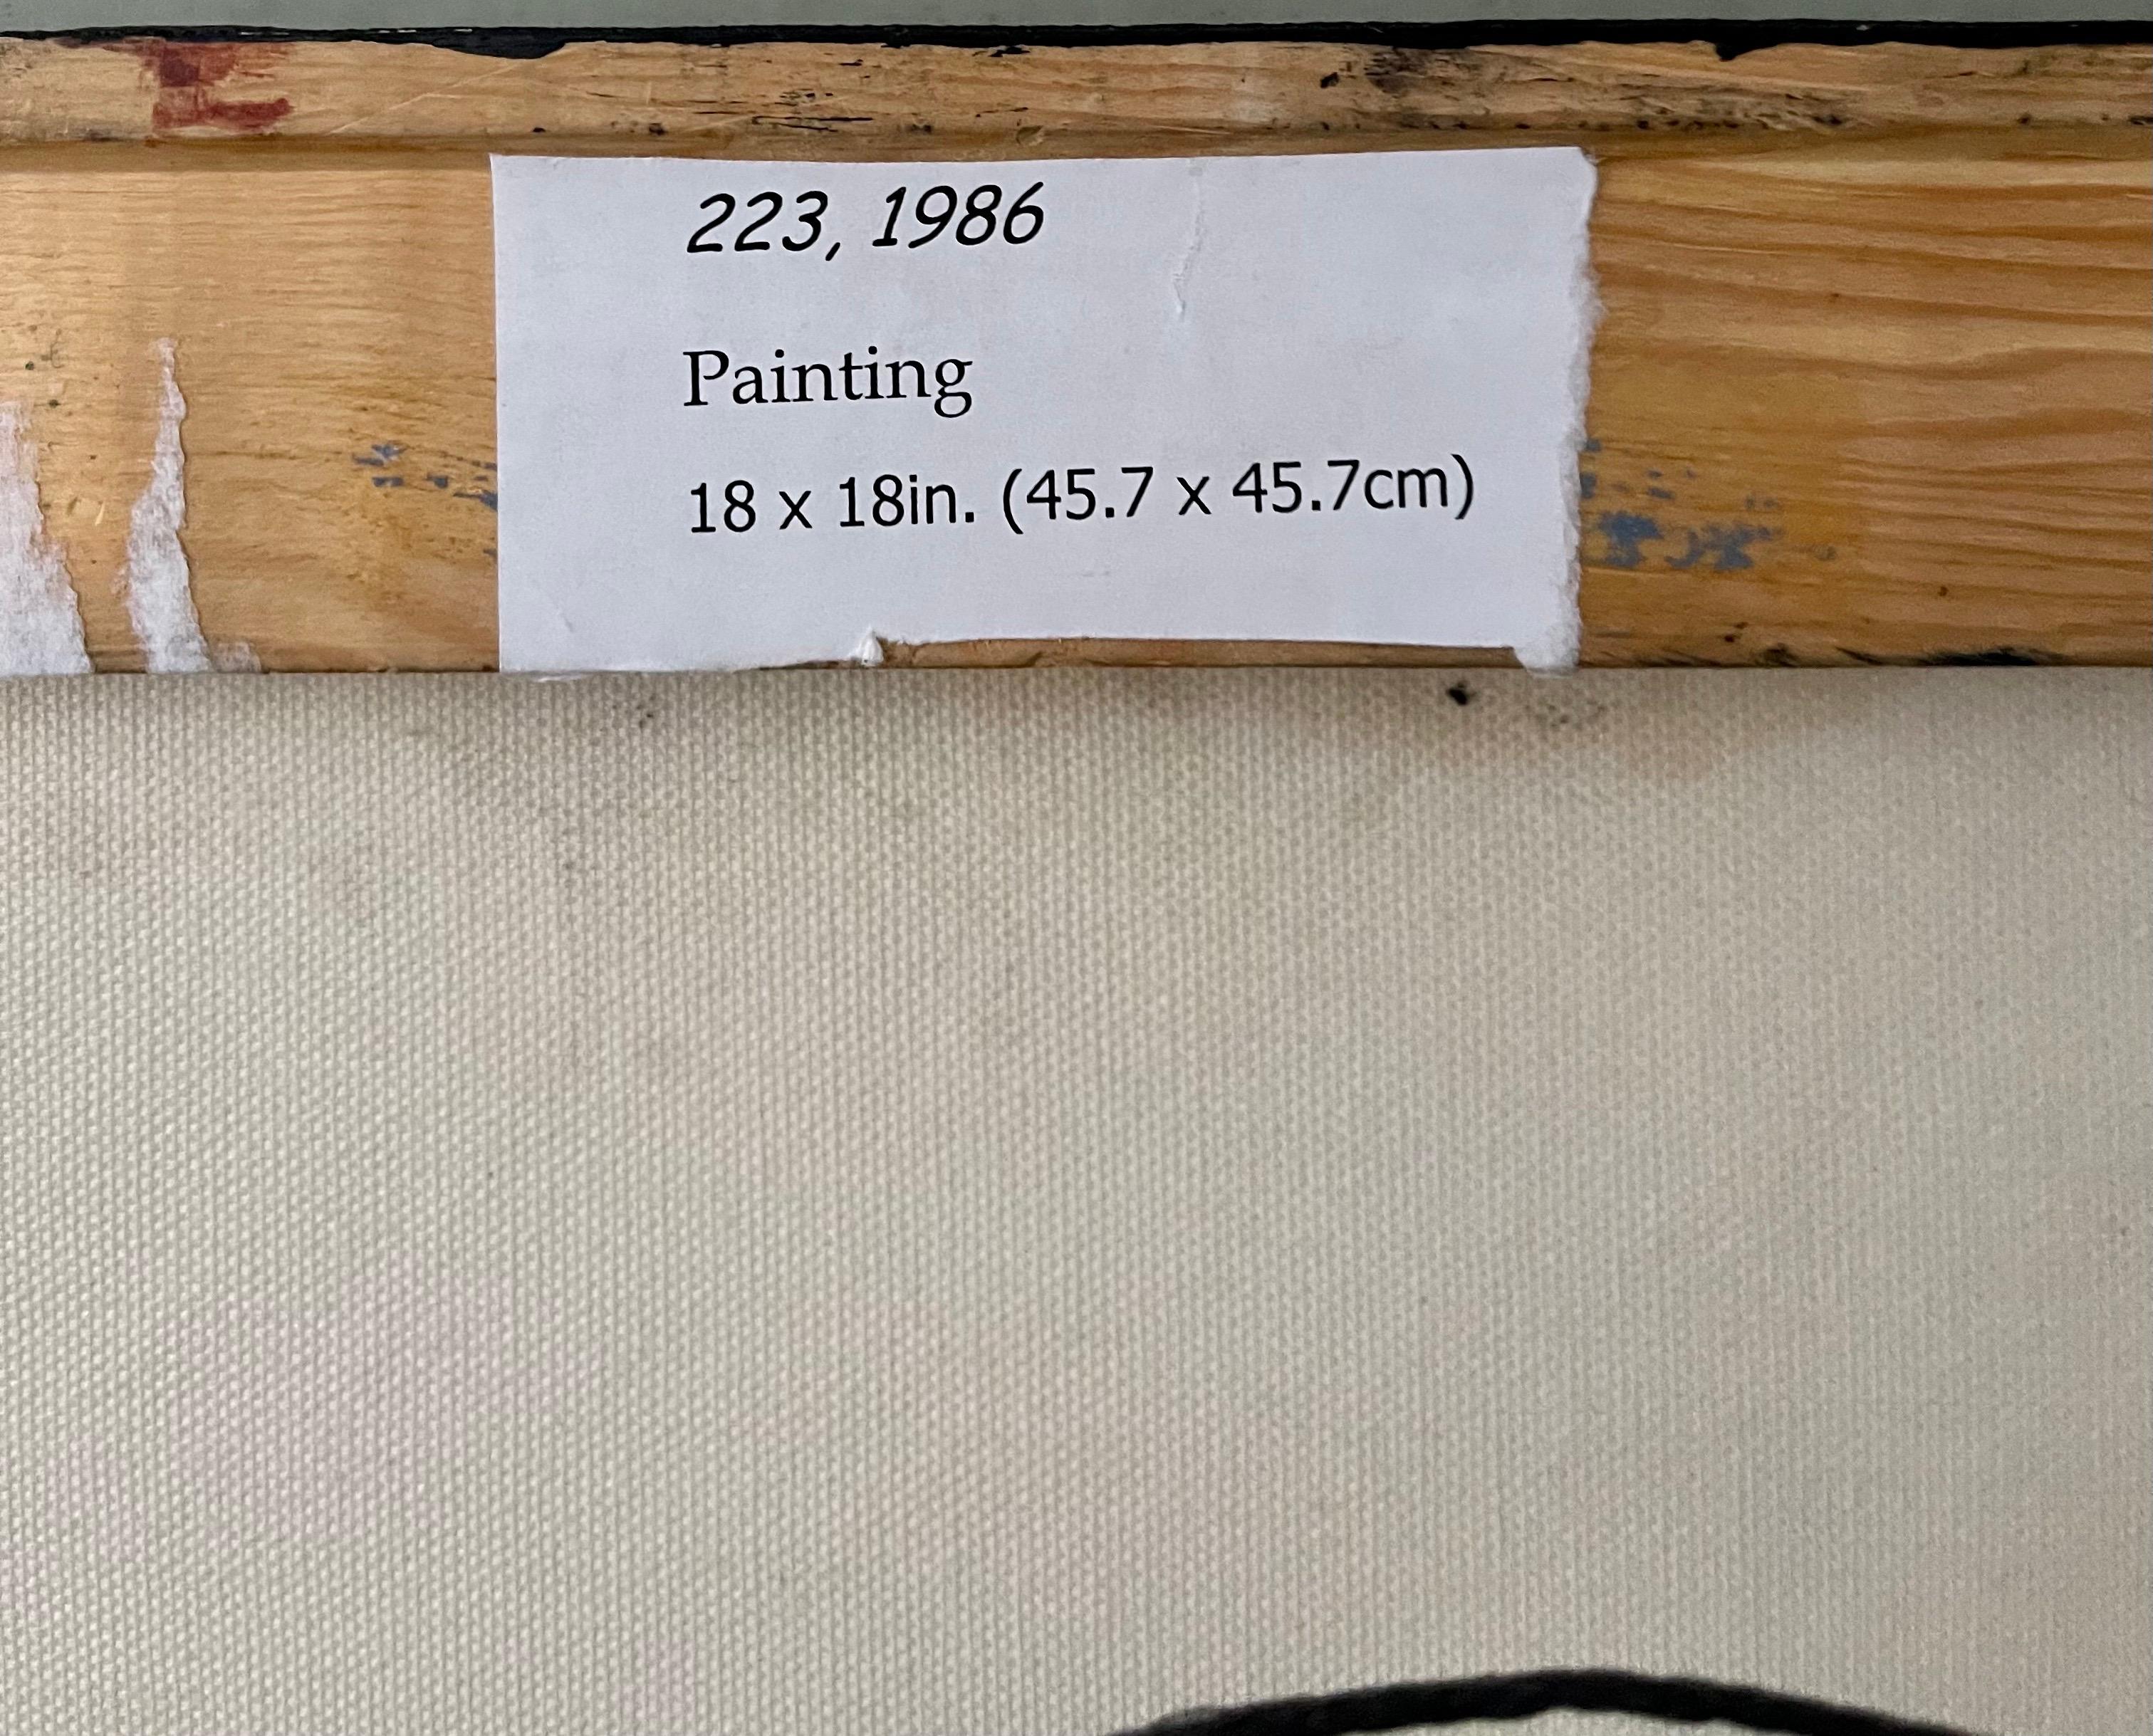 223, 1986
Painting
18 x 18in. (45.7 x 45.7cm)